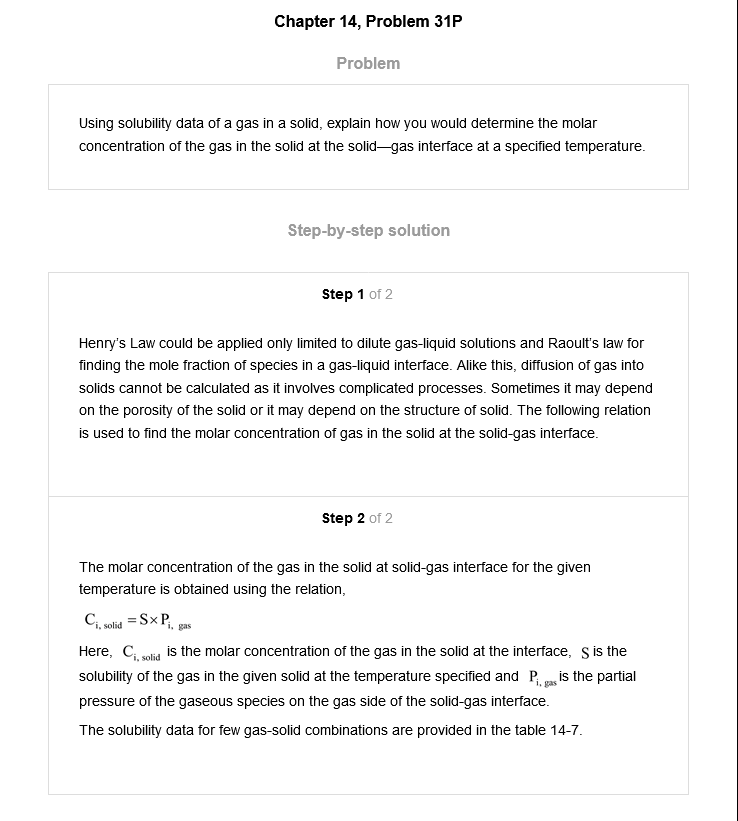 Chapter 14, Problem 31P
Problem
Using solubility data of a gas in a solid, explain how you would determine the molar
concentration of the gas in the solid at the solid—gas interface at a specified temperature.
Step-by-step solution
Step 1 of 2
Henry's Law could be applied only limited to dilute gas-liquid solutions and Raoult's law for
finding the mole fraction of species in a gas-liquid interface. Alike this, diffusion of gas into
solids cannot be calculated as it involves complicated processes. Sometimes it may depend
on the porosity of the solid or it may depend on the structure of solid. The following relation
is used to find the molar concentration of gas in the solid at the solid-gas interface.
Step 2 of 2
The molar concentration of the gas in the solid at solid-gas interface for the given
temperature is obtained using the relation,
C_{i, solid} = S×P_{i, gas}
Here, C_{i, solid} is the molar concentration of the gas in the solid at the interface, S is the
solubility of the gas in the given solid at the temperature specified and P_{i, gas} is the partial
pressure of the gaseous species on the gas side of the solid-gas interface.
The solubility data for few gas-solid combinations are provided in the table 14-7.